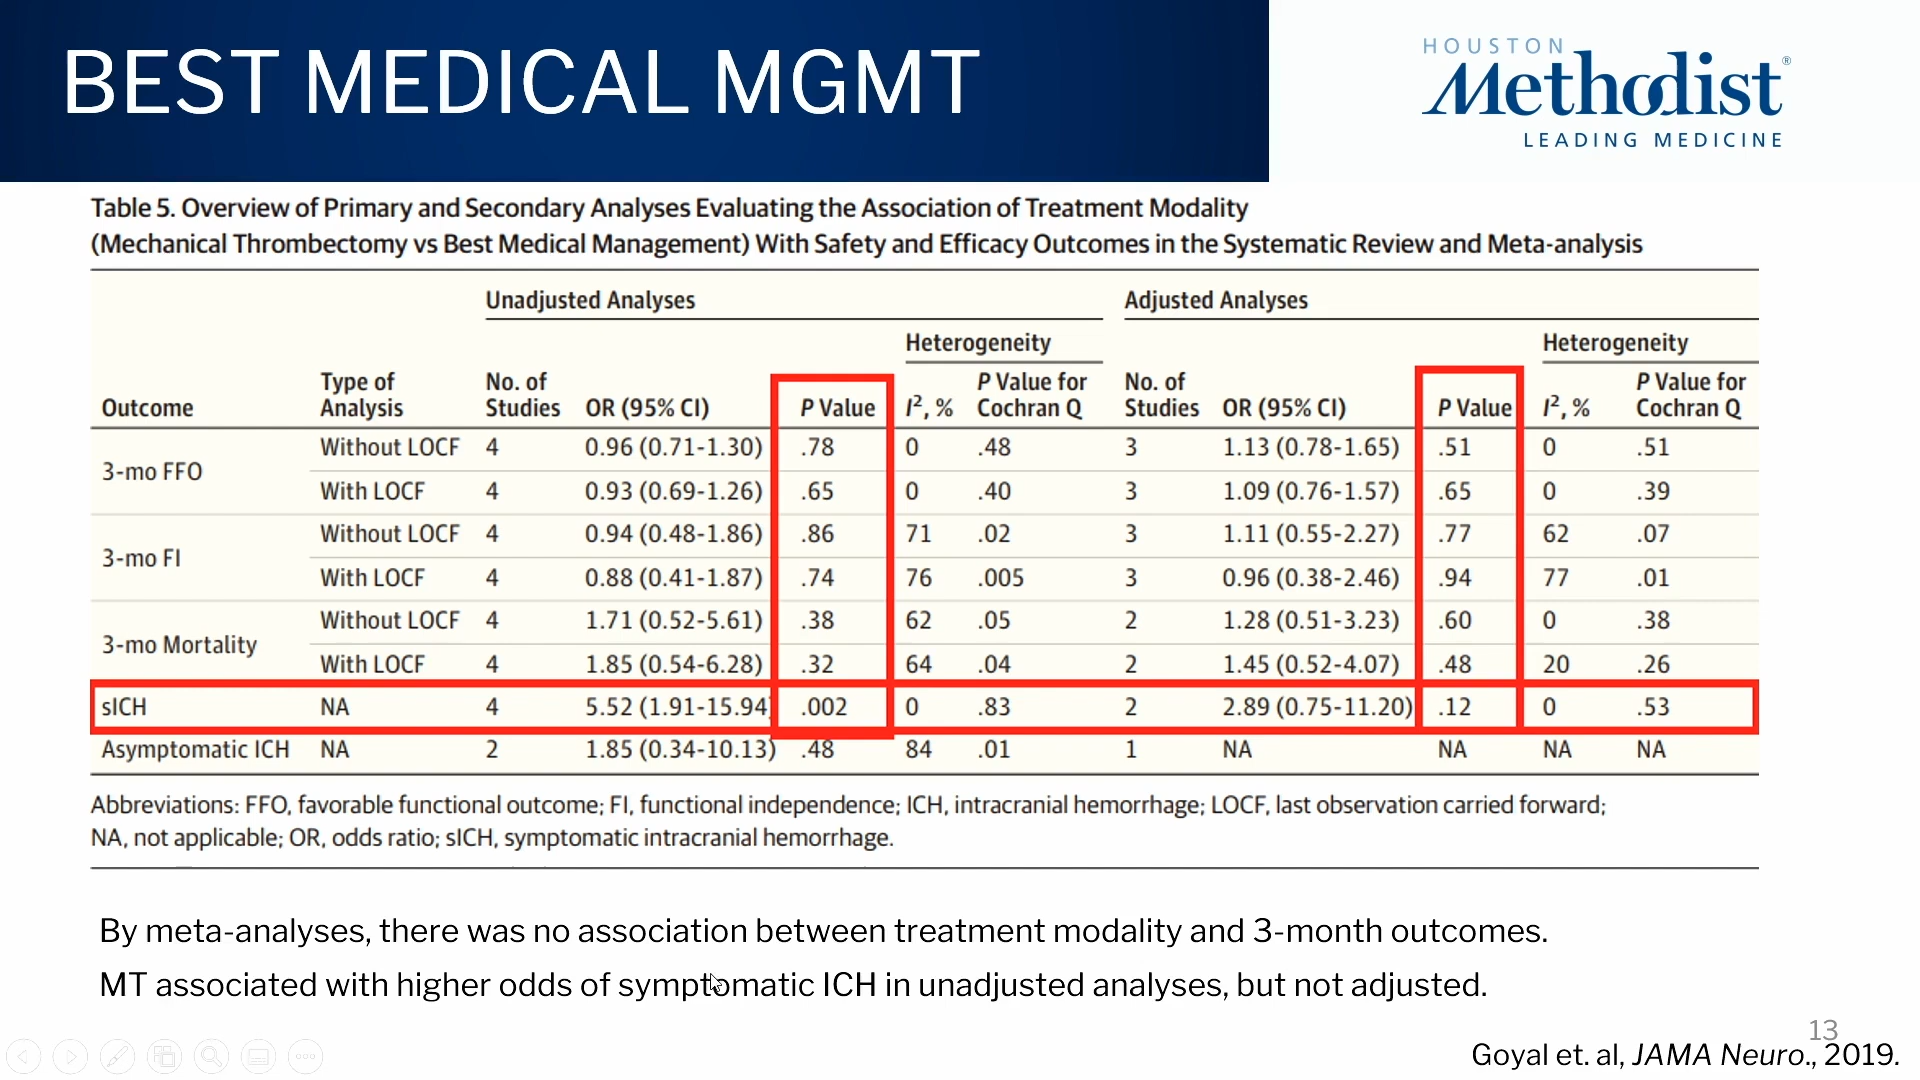 BEST MEDICAL MGMT
HOUSTON
Methodist®
LEADING MEDICINE
Table 5. Overview of Primary and Secondary Analyses Evaluating the Association of Treatment Modality
(Mechanical Thrombectomy vs Best Medical Management) With Safety and Efficacy Outcomes in the Systematic Review and Meta-analysis
Unadjusted Analyses Adjusted Analyses
Heterogeneity Heterogeneity
Type of No. of P Value for No. of P Value for
Outcome Analysis Studies OR (95% CI) P Value I², % Cochran Q Studies OR (95% CI) P Value I², % Cochran Q
3-mo FFO Without LOCF 4 0.96 (0.71-1.30) .78 0 .48 3 1.13 (0.78-1.65) .51 0 .51
With LOCF 4 0.93 (0.69-1.26) .65 0 .40 3 1.09 (0.76-1.57) .65 0 .39
3-mo FI Without LOCF 4 0.94 (0.48-1.86) .86 71 .02 3 1.11 (0.55-2.27) .77 62 .07
With LOCF 4 0.88 (0.41-1.87) .74 76 .005 3 0.96 (0.38-2.46) .94 77 .01
3-mo Mortality Without LOCF 4 1.71 (0.52-5.61) .38 62 .05 2 1.28 (0.51-3.23) .60 0 .38
With LOCF 4 1.85 (0.54-6.28) .32 64 .04 2 1.45 (0.52-4.07) .48 20 .26
sICH NA 4 5.52 (1.91-15.94) .002 0 .83 2 2.89 (0.75-11.20) .12 0 .53
Asymptomatic ICH NA 2 1.85 (0.34-10.13) .48 84 .01 1 NA NA NA NA
Abbreviations: FFO, favorable functional outcome; FI, functional independence; ICH, intracranial hemorrhage; LOCF, last observation carried forward;
NA, not applicable; OR, odds ratio; sICH, symptomatic intracranial hemorrhage.
By meta-analyses, there was no association between treatment modality and 3-month outcomes.
MT associated with higher odds of symptomatic ICH in unadjusted analyses, but not adjusted.
13
Goyal et. al, JAMA Neuro., 2019.